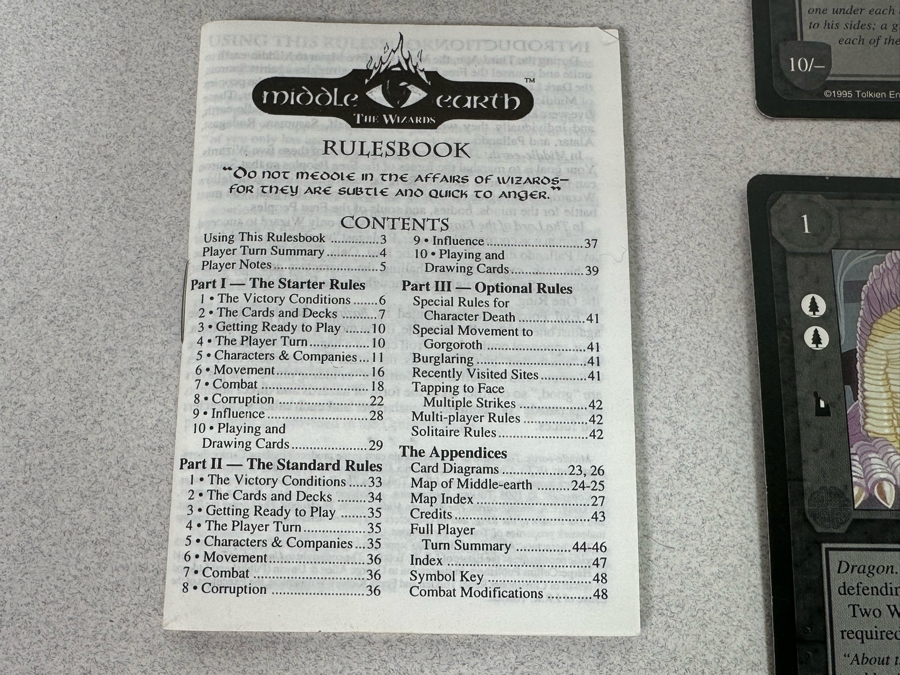 middle earth™
THE WIZARDS
RULESBOOK
"Do not meddle in the affairs of wizards—
for they are subtle and quick to anger."
CONTENTS
Using This Rulesbook ............3
Player Turn Summary .............4
Player Notes.........................5
Part I — The Starter Rules
1 • The Victory Conditions .....6
2 • The Cards and Decks ........7
3 • Getting Ready to Play ......10
4 • The Player Turn...............10
5 • Characters & Companies...11
6 • Movement......................16
7 • Combat .........................18
8 • Corruption .....................22
9 • Influence .......................28
10 • Playing and
Drawing Cards.................29
Part II — The Standard Rules
1 • The Victory Conditions ....33
2 • The Cards and Decks .......34
3 • Getting Ready to Play ......35
4 • The Player Turn...............35
5 • Characters & Companies...35
6 • Movement......................36
7 • Combat .........................36
8 • Corruption .....................36
9 • Influence.........................37
10 • Playing and
Drawing Cards...................39
Part III — Optional Rules
Special Rules for
Character Death .................41
Special Movement to
Gorgoroth ........................41
Burglaring............................41
Recently Visited Sites............41
Tapping to Face
Multiple Strikes .................42
Multi-player Rules ................42
Solitaire Rules......................42
The Appendices
Card Diagrams ................23, 26
Map of Middle-earth .........24-25
Map Index ...........................27
Credits.................................43
Full Player
Turn Summary ...............44-46
Index...................................47
Symbol Key ..........................48
Combat Modifications ...........48
one under each
to his sides; a
each of the
10/–
©1995 Tolkien
1
Dragon.
Two
required
"About